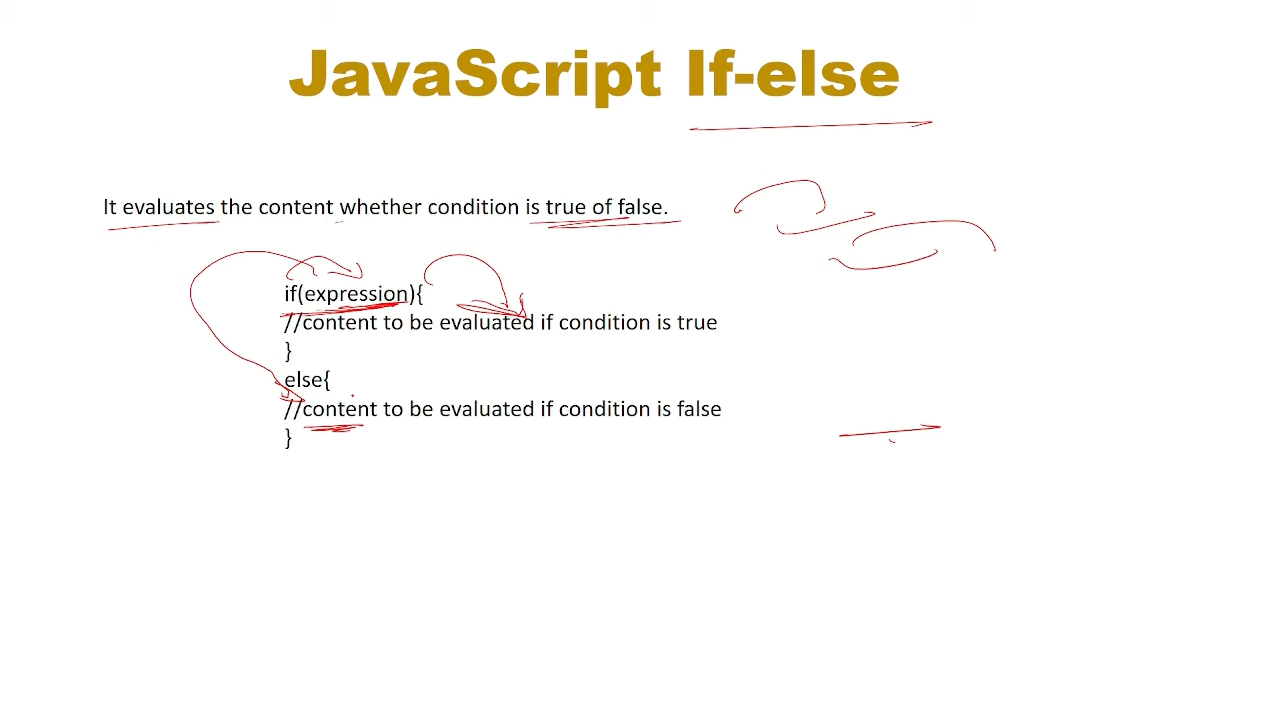 JavaScript If-else
It evaluates the content whether condition is true of false.
if(expression){
//content to be evaluated if condition is true
}
else{
//content to be evaluated if condition is false
}